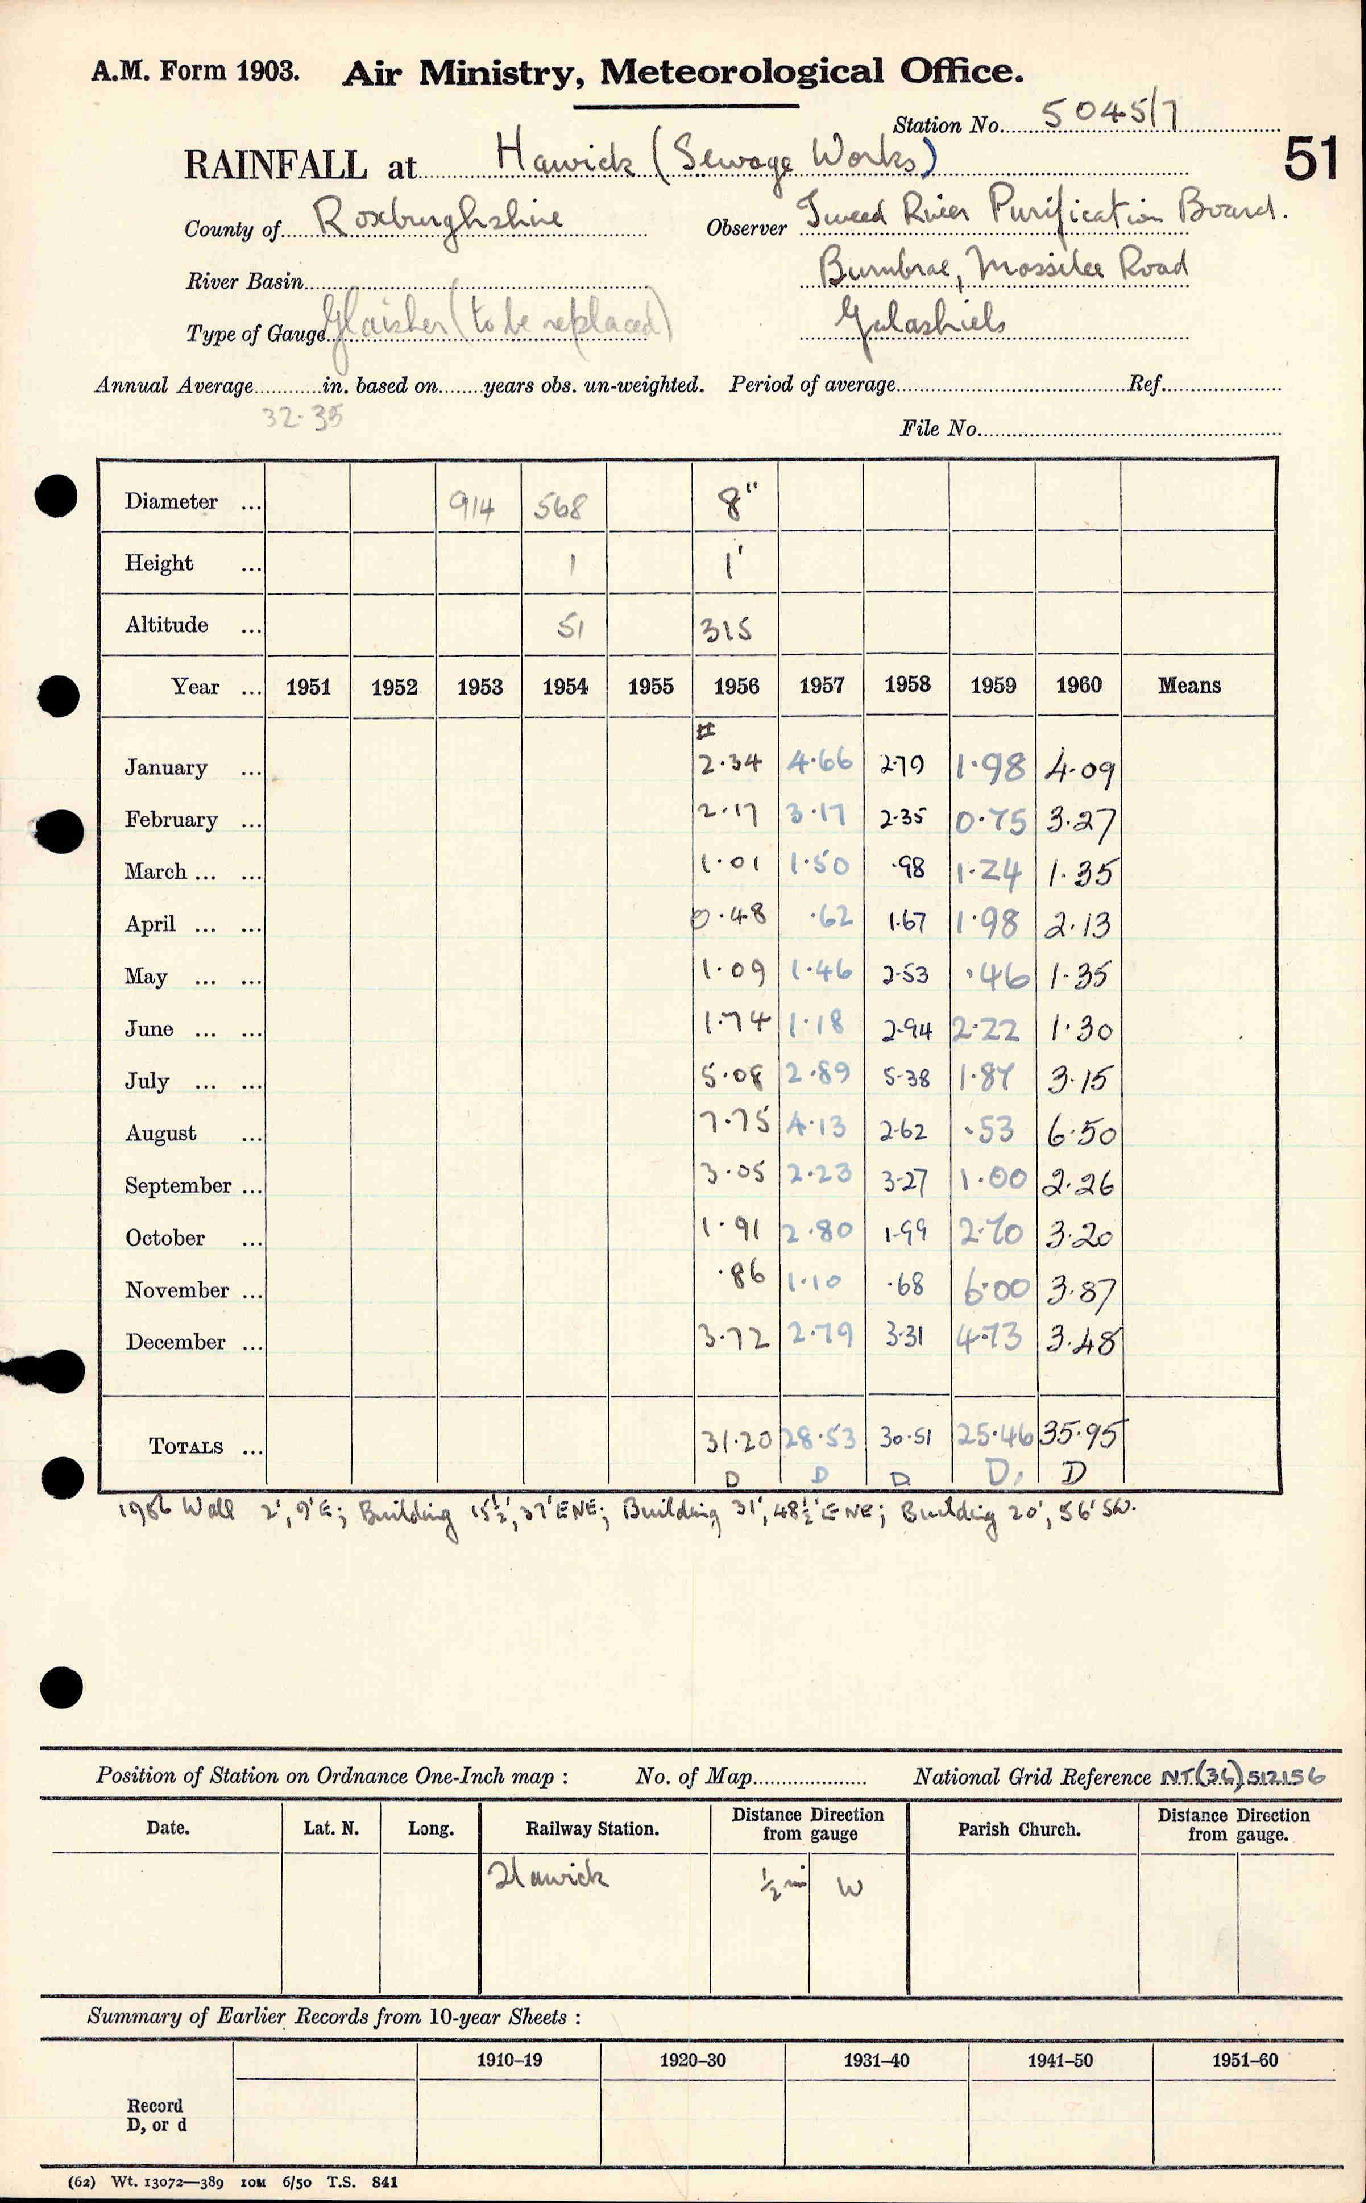 A.M. Form 1903. Air Ministry, Meteorological Office.
Station No. 5045/7
RAINFALL at Hawick (Sewage Works) 51
County of Roxburghshire Observer Tweed River Purification Board.
River Basin Burnbrae, Mossilee Road
Type of Gauge Glaisher (to be replaced) Galashiels
Annual Average in. based on years obs. un-weighted. Period of average Ref.
32.35
File No.
Diameter ... 914 568 8"
Height ... 1 1'
Altitude ... 51 315
Year ... 1951 1952 1953 1954 1955 1956 1957 1958 1959 1960 Means
#
January ... 2.34 4.66 2.79 1.98 4.09
February ... 2.17 3.17 2.35 0.75 3.27
March ... ... 1.01 1.50 .98 1.24 1.35
April ... ... 0.48 .62 1.67 1.98 2.13
May ... ... 1.09 1.46 2.53 .46 1.35
June ... ... 1.74 1.18 2.94 2.22 1.30
July ... ... 5.08 2.89 5.38 1.87 3.15
August ... 7.75 4.13 2.62 .53 6.50
September ... 3.05 2.23 3.27 1.00 2.26
October ... 1.91 2.80 1.99 2.70 3.20
November ... .86 1.10 .68 6.00 3.87
December ... 3.72 2.79 3.31 4.73 3.48
TOTALS ... 31.20 28.53 30.51 25.46 35.95
D D D D. D
1956 Wall 2', 9'E; Building 15½', 37'ENE; Building 31', 48½'ENE; Building 20', 56'SW.
Position of Station on Ordnance One-Inch map : No. of Map National Grid Reference NT(36)512156
Date. Lat. N. Long. Railway Station. Distance Direction from gauge Parish Church. Distance Direction from gauge.
Hawick ½ mi W
Summary of Earlier Records from 10-year Sheets :
1910–19 1920–30 1931–40 1941–50 1951–60
Record
D, or d
(62) Wt. 13072—389 10M 6/50 T.S. 841